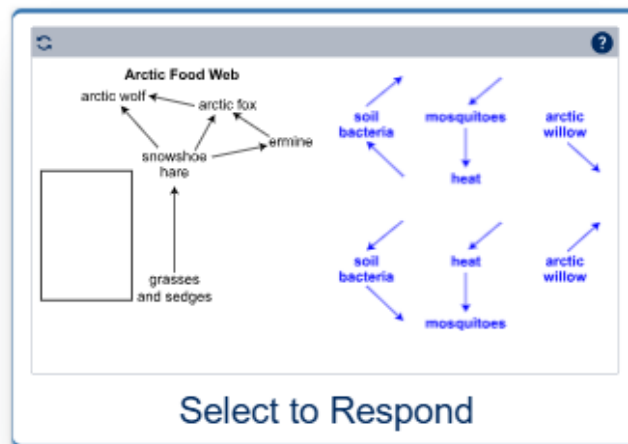 ?
Arctic Food Web
arctic wolf
arctic fox
ermine
snowshoe
hare
grasses
and sedges
soil
bacteria
mosquitoes
heat
arctic
willow
soil
bacteria
heat
mosquitoes
arctic
willow
Select to Respond